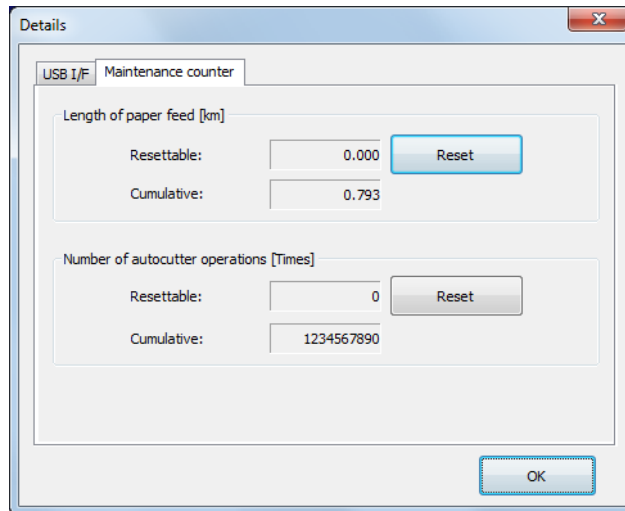 Details
USB I/F Maintenance counter
Length of paper feed [km]
Resettable: 0.000 Reset
Cumulative: 0.793
Number of autocutter operations [Times]
Resettable: 0 Reset
Cumulative: 1234567890
OK